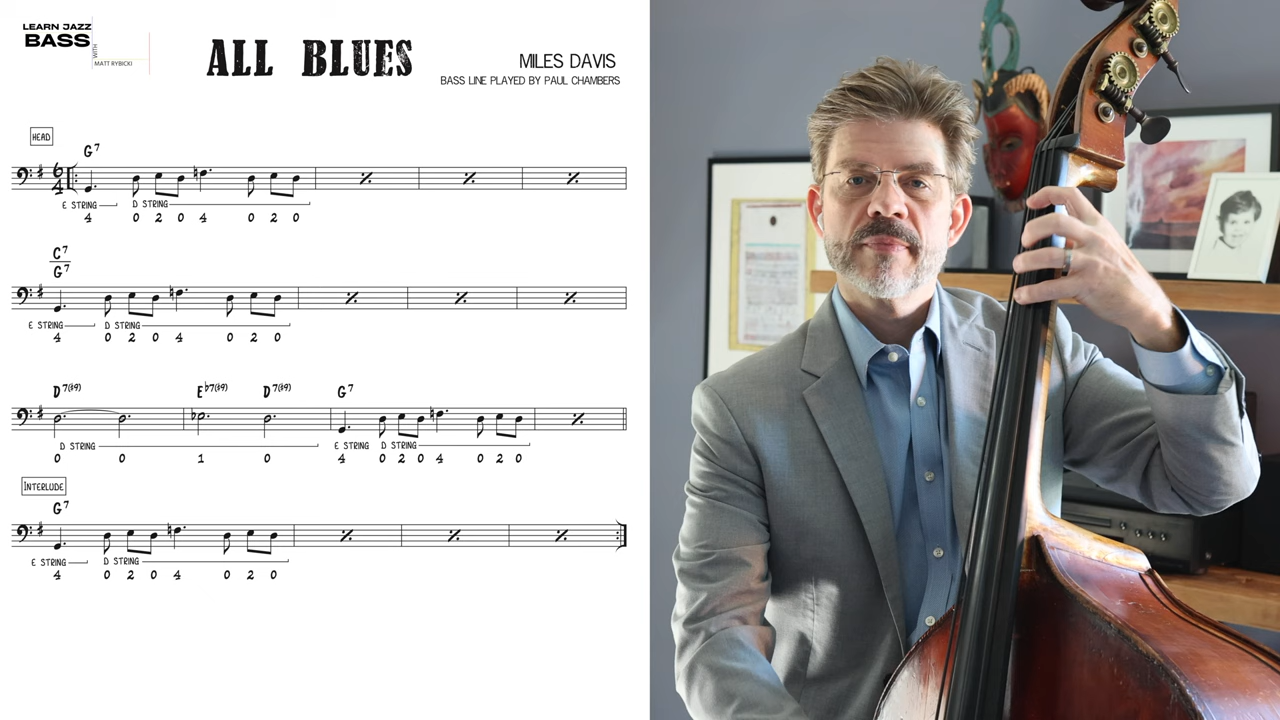 LEARN JAZZ
BASS
WITH
MATT RYBICKI
ALL BLUES
MILES DAVIS
BASS LINE PLAYED BY PAUL CHAMBERS
HEAD
G7
6
4
E STRING D STRING
4 0 2 0 4 0 2 0
C7
G7
E STRING D STRING
4 0 2 0 4 0 2 0
D7(#9) E♭7(#9) D7(#9) G7
D STRING E STRING D STRING
0 0 1 0 4 0 2 0 4 0 2 0
INTERLUDE
G7
E STRING D STRING
4 0 2 0 4 0 2 0